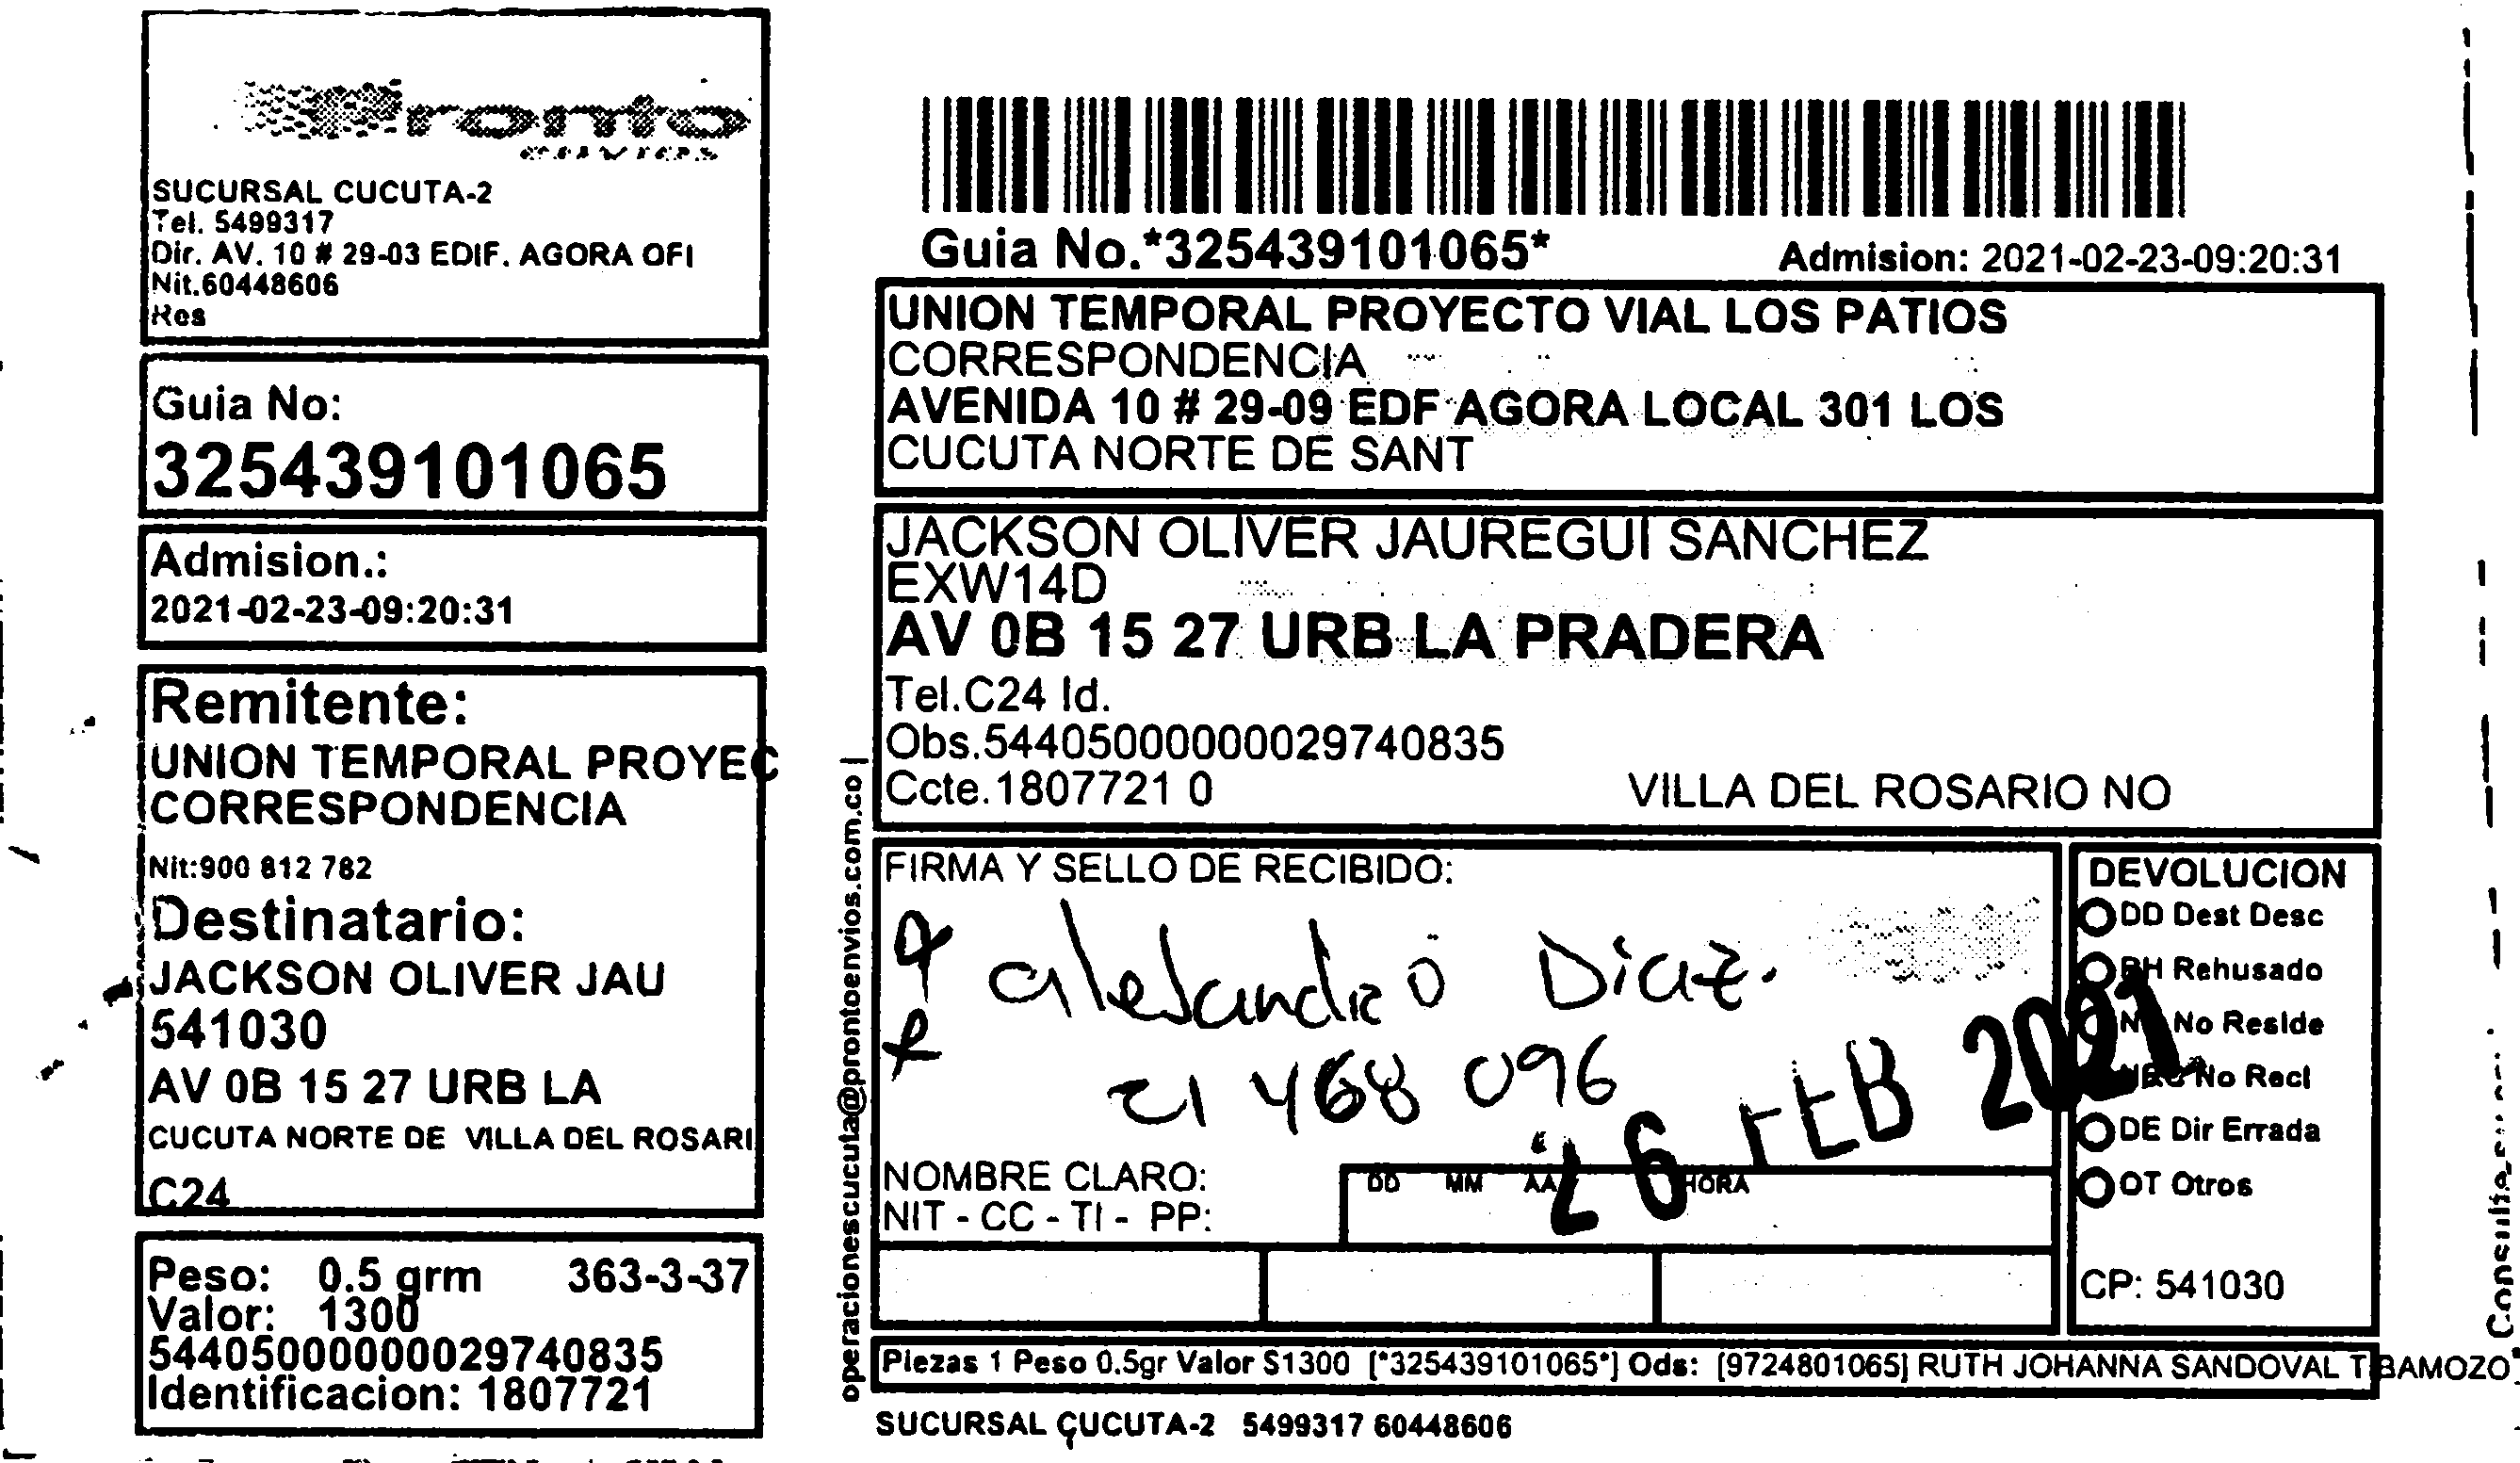 Pronto
envios
SUCURSAL CUCUTA-2
Tel. 5499317
Dir. AV. 10 # 29-03 EDIF. AGORA OFI
Nit.60448606
Res
Guia No:
325439101065
Admision.:
2021-02-23-09:20:31
Remitente:
UNION TEMPORAL PROYEC
CORRESPONDENCIA
Nit:900 812 782
Destinatario:
JACKSON OLIVER JAU
541030
AV 0B 15 27 URB LA
CUCUTA NORTE DE VILLA DEL ROSARI
C24
Peso: 0.5 grm 363-3-37
Valor: 1300
544050000000029740835
Identificacion: 1807721
operacionescucuta@prontoenvios.com.co |
Guia No.*325439101065*
Admision: 2021-02-23-09:20:31
UNION TEMPORAL PROYECTO VIAL LOS PATIOS
CORRESPONDENCIA
AVENIDA 10 # 29-09 EDF AGORA LOCAL 301 LOS
CUCUTA NORTE DE SANT
JACKSON OLIVER JAUREGUI SANCHEZ
EXW14D
AV 0B 15 27 URB LA PRADERA
Tel.C24 Id.
Obs.544050000000029740835
Ccte.1807721 0
VILLA DEL ROSARIO NO
FIRMA Y SELLO DE RECIBIDO:
Diaz.
468 096
26 FEB 2021
NOMBRE CLARO:
NIT - CC - TI - PP:
DD MM AA HORA
DEVOLUCION
DD Dest Desc
RH Rehusado
No Reside
No Recl
DE Dir Errada
OT Otros
CP: 541030
Piezas 1 Peso 0.5gr Valor $1300 [*325439101065*] Ods: [9724801065] RUTH JOHANNA SANDOVAL TIBAMOZO]
SUCURSAL CUCUTA-2 5499317 60448606